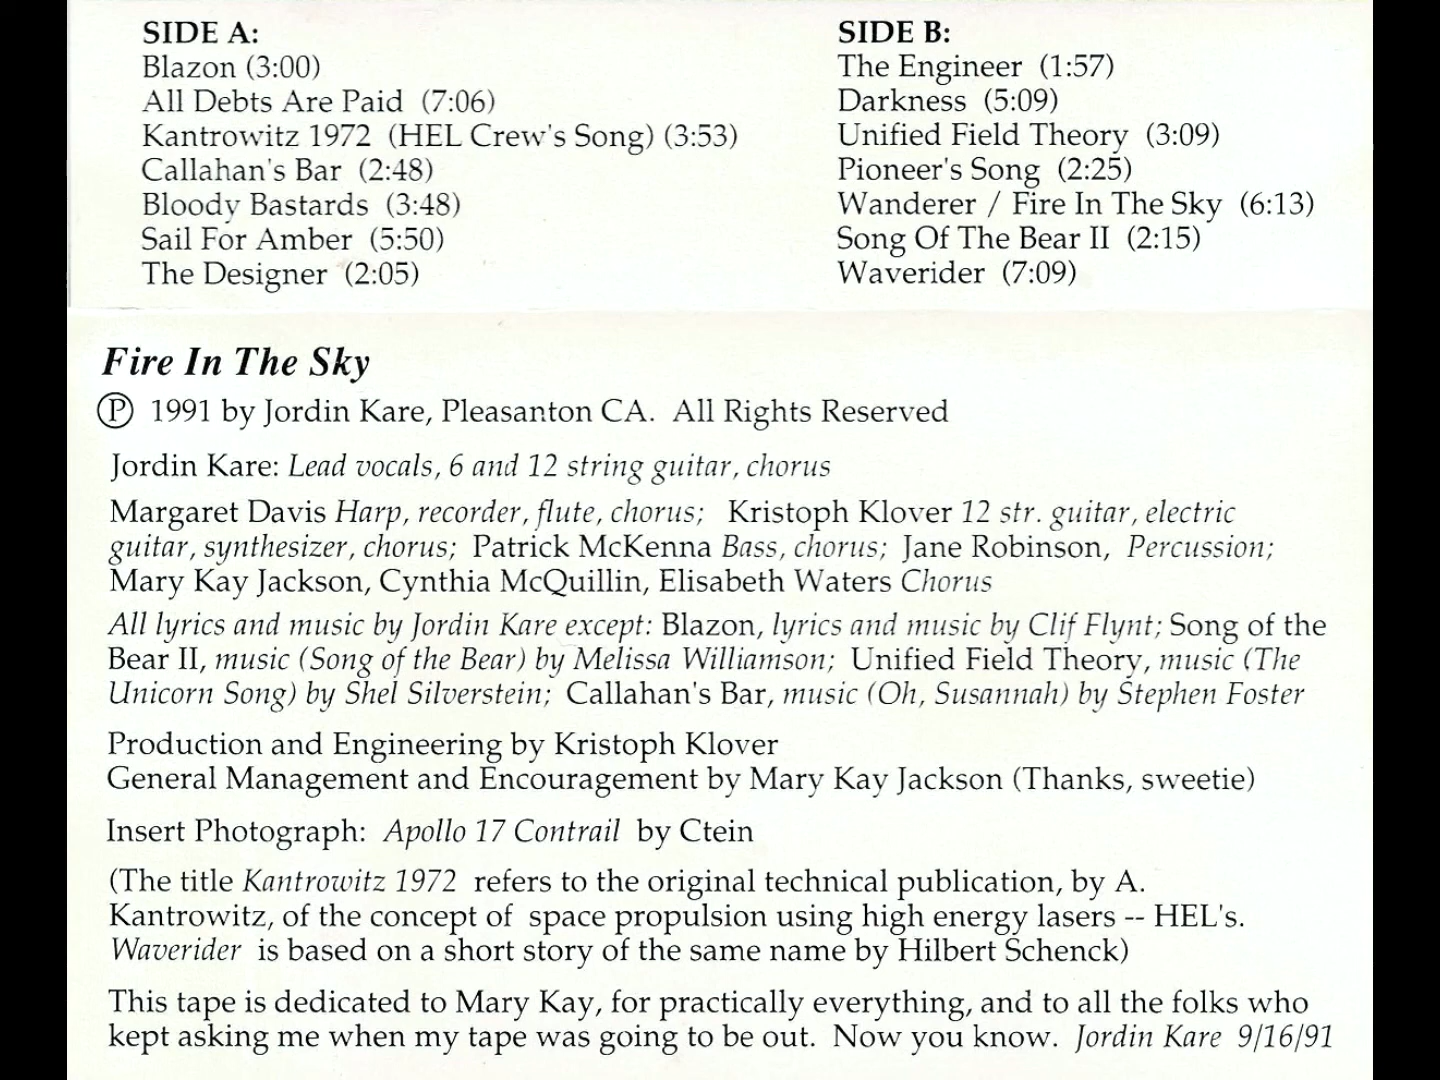 SIDE A:
Blazon (3:00)
All Debts Are Paid (7:06)
Kantrowitz 1972 (HEL Crew's Song) (3:53)
Callahan's Bar (2:48)
Bloody Bastards (3:48)
Sail For Amber (5:50)
The Designer (2:05)
SIDE B:
The Engineer (1:57)
Darkness (5:09)
Unified Field Theory (3:09)
Pioneer's Song (2:25)
Wanderer / Fire In The Sky (6:13)
Song Of The Bear II (2:15)
Waverider (7:09)
Fire In The Sky
Ⓟ 1991 by Jordin Kare, Pleasanton CA. All Rights Reserved
Jordin Kare: Lead vocals, 6 and 12 string guitar, chorus
Margaret Davis Harp, recorder, flute, chorus; Kristoph Klover 12 str. guitar, electric
guitar, synthesizer, chorus; Patrick McKenna Bass, chorus; Jane Robinson, Percussion;
Mary Kay Jackson, Cynthia McQuillin, Elisabeth Waters Chorus
All lyrics and music by Jordin Kare except: Blazon, lyrics and music by Clif Flynt; Song of the
Bear II, music (Song of the Bear) by Melissa Williamson; Unified Field Theory, music (The
Unicorn Song) by Shel Silverstein; Callahan's Bar, music (Oh, Susannah) by Stephen Foster
Production and Engineering by Kristoph Klover
General Management and Encouragement by Mary Kay Jackson (Thanks, sweetie)
Insert Photograph: Apollo 17 Contrail by Ctein
(The title Kantrowitz 1972 refers to the original technical publication, by A.
Kantrowitz, of the concept of space propulsion using high energy lasers -- HEL's.
Waverider is based on a short story of the same name by Hilbert Schenck)
This tape is dedicated to Mary Kay, for practically everything, and to all the folks who
kept asking me when my tape was going to be out. Now you know. Jordin Kare 9/16/91